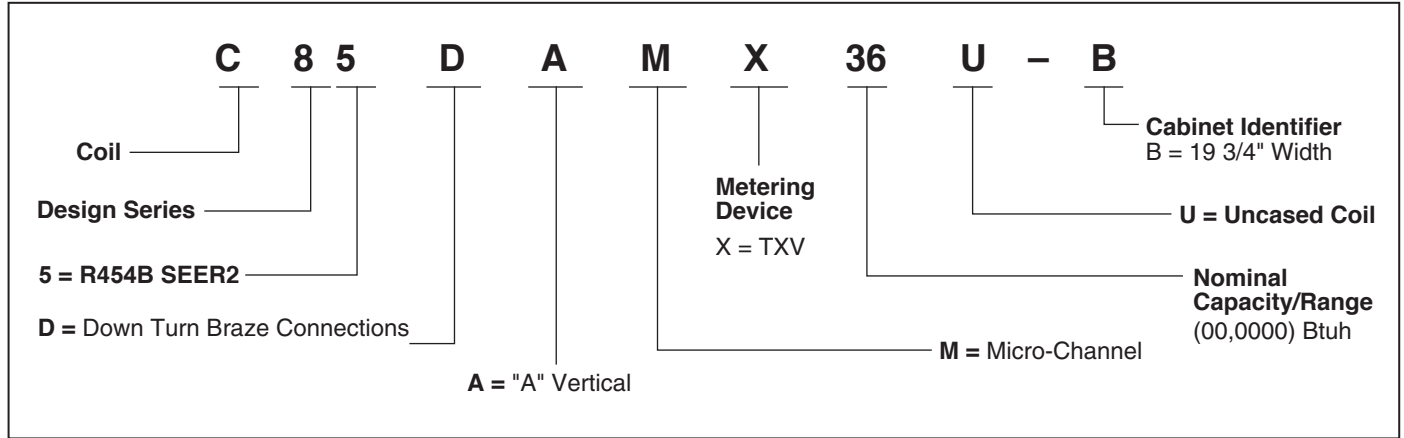 C 8 5 D A M X 36 U – B
Cabinet Identifier
B = 19 3/4" Width
Coil
Metering
Device
X = TXV
Design Series
U = Uncased Coil
5 = R454B SEER2
Nominal
Capacity/Range
(00,0000) Btuh
D = Down Turn Braze Connections
M = Micro-Channel
A = "A" Vertical